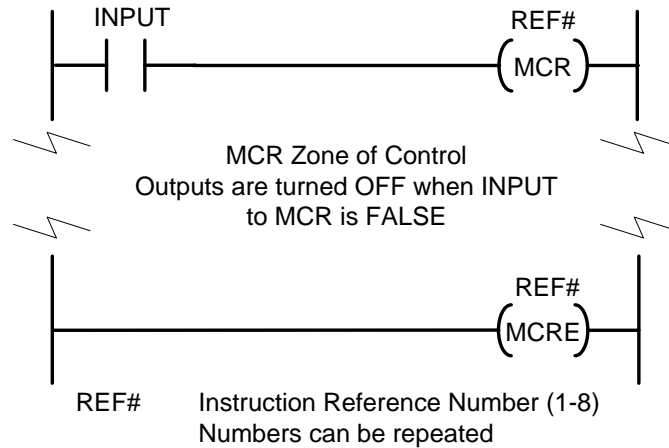 INPUT REF#
MCR
MCR Zone of Control
Outputs are turned OFF when INPUT
to MCR is FALSE
REF#
MCRE
REF# Instruction Reference Number (1-8)
Numbers can be repeated